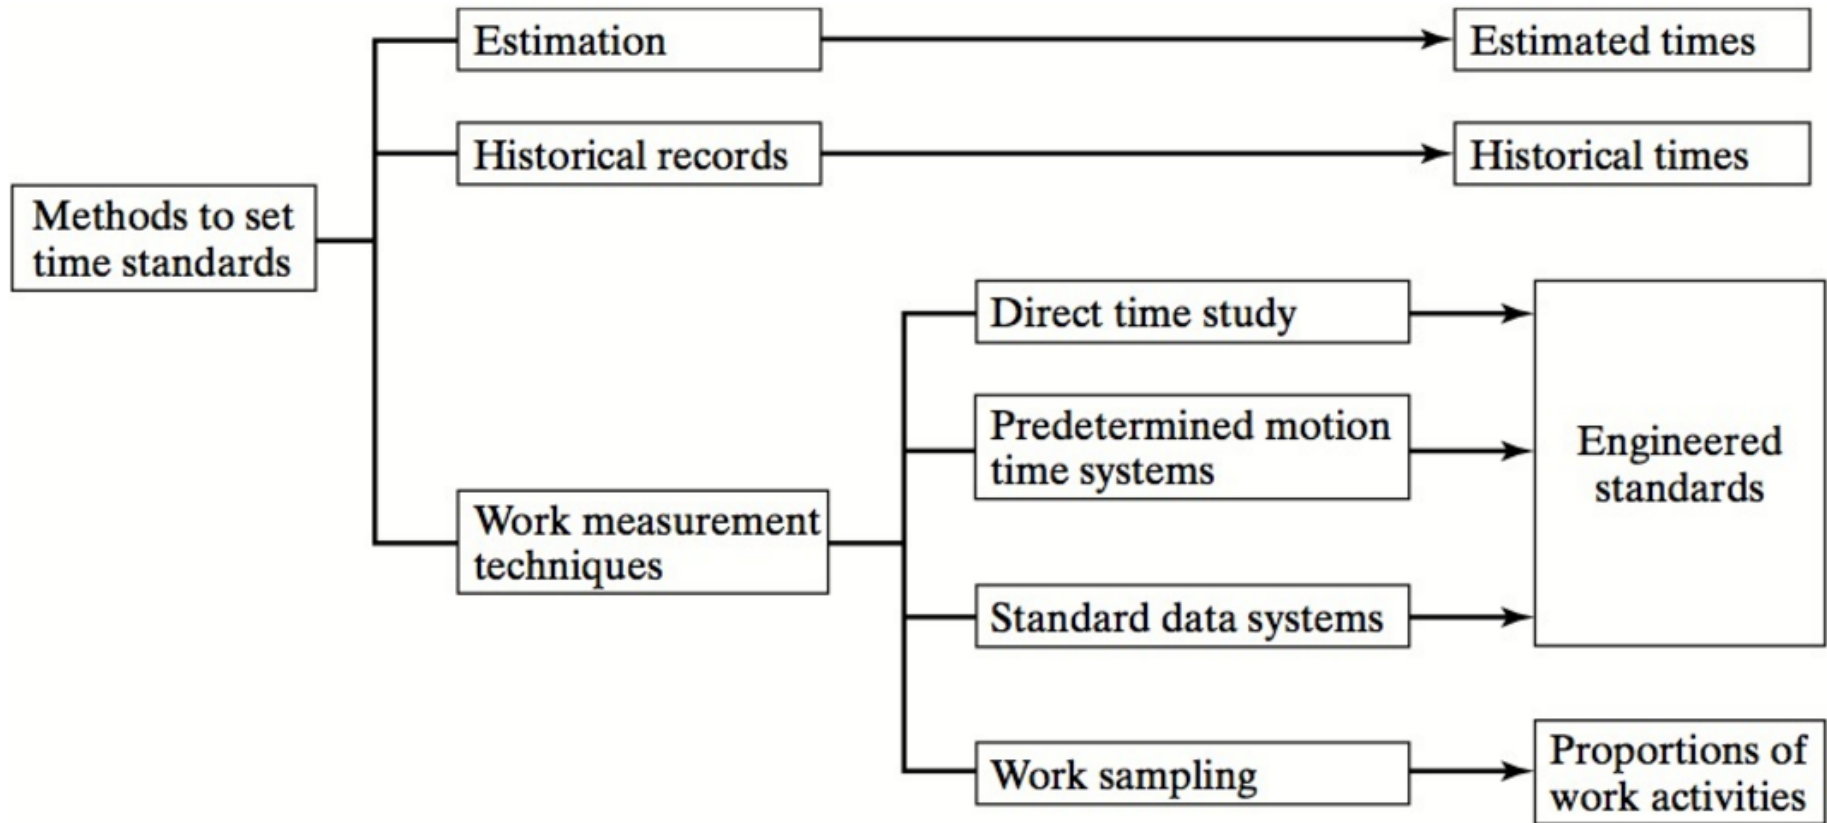 Estimation
Estimated times
Historical records
Historical times
Methods to set
time standards
Direct time study
Predetermined motion
time systems
Engineered
standards
Work measurement
techniques
Standard data systems
Work sampling
Proportions of
work activities